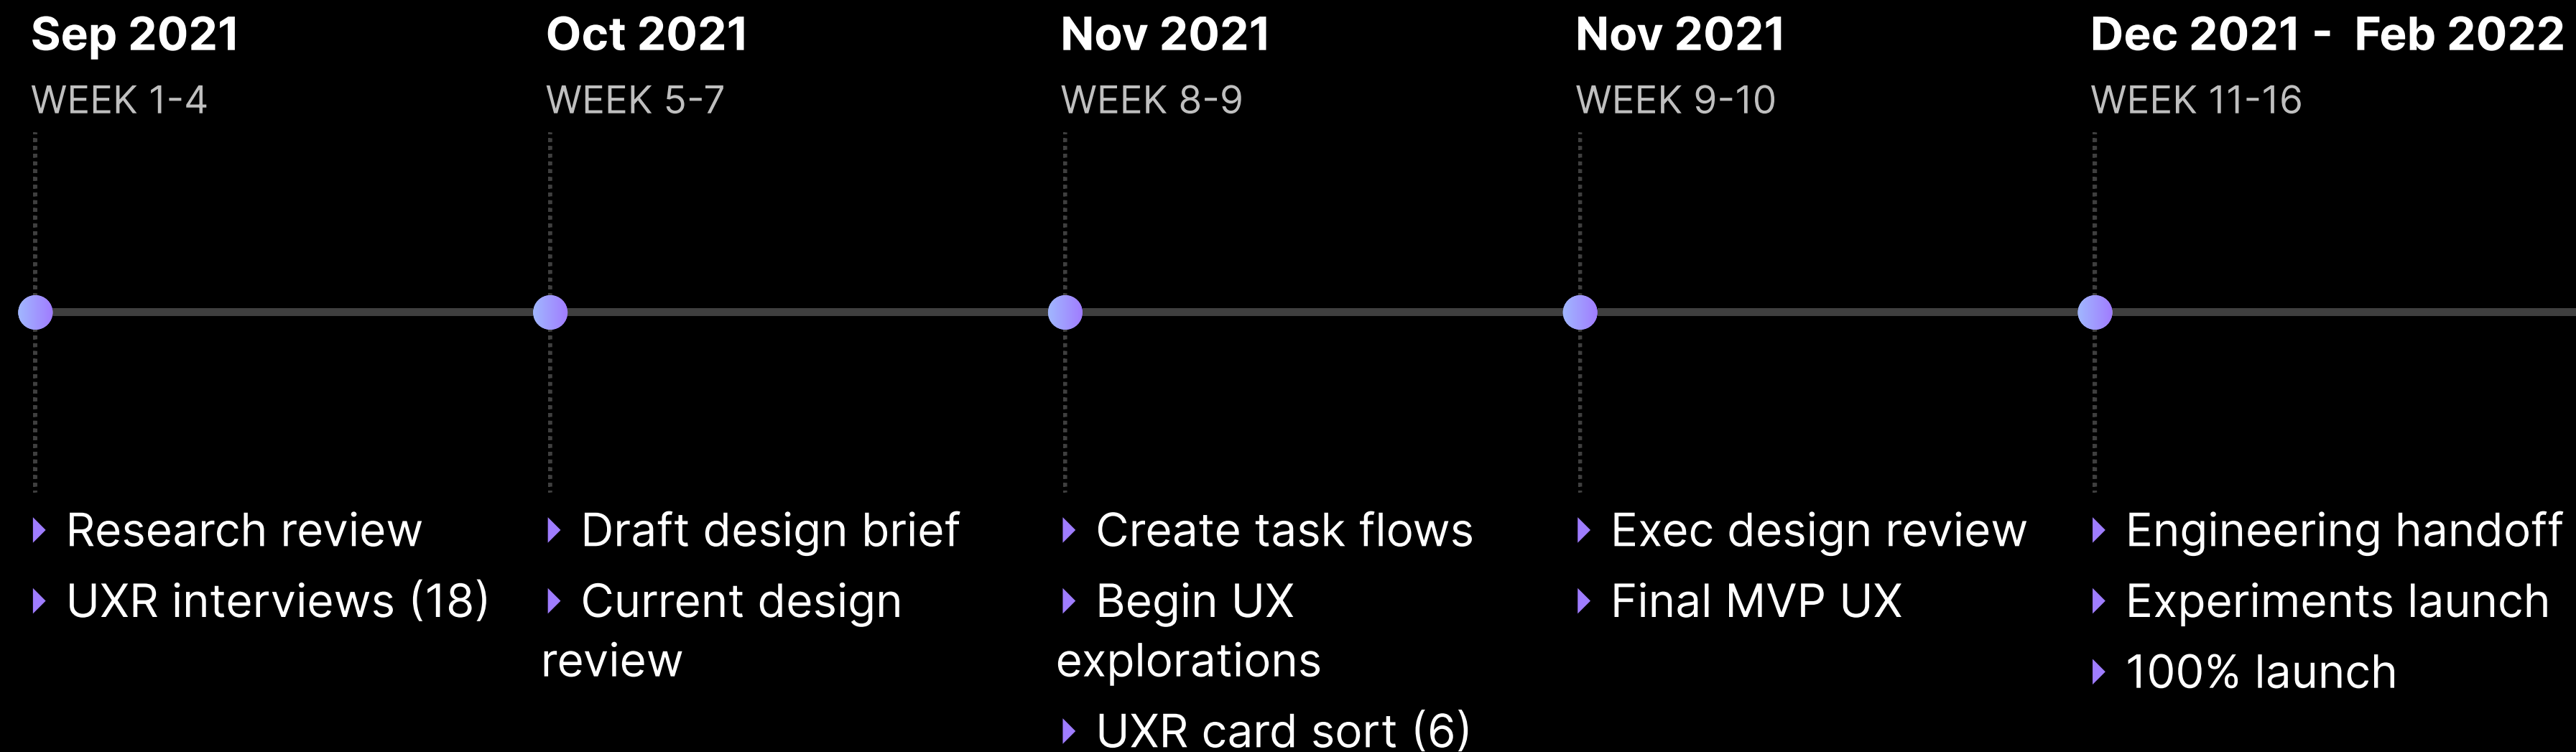 Sep 2021
WEEK 1-4
Research review
UXR interviews (18)
Oct 2021
WEEK 5-7
Draft design brief
Current design
review
Nov 2021
WEEK 8-9
Create task flows
Begin UX
explorations
UXR card sort (6)
Nov 2021
WEEK 9-10
Exec design review
Final MVP UX
Dec 2021 - Feb 2022
WEEK 11-16
Engineering handoff
Experiments launch
100% launch